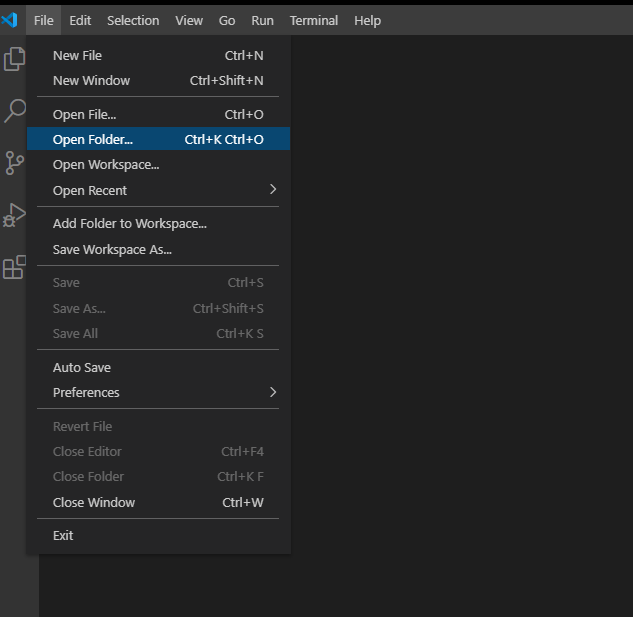 File Edit Selection View Go Run Terminal Help
New File Ctrl+N
New Window Ctrl+Shift+N
Open File... Ctrl+O
Open Folder... Ctrl+K Ctrl+O
Open Workspace...
Open Recent
Add Folder to Workspace...
Save Workspace As...
Save Ctrl+S
Save As... Ctrl+Shift+S
Save All Ctrl+K S
Auto Save
Preferences
Revert File
Close Editor Ctrl+F4
Close Folder Ctrl+K F
Close Window Ctrl+W
Exit